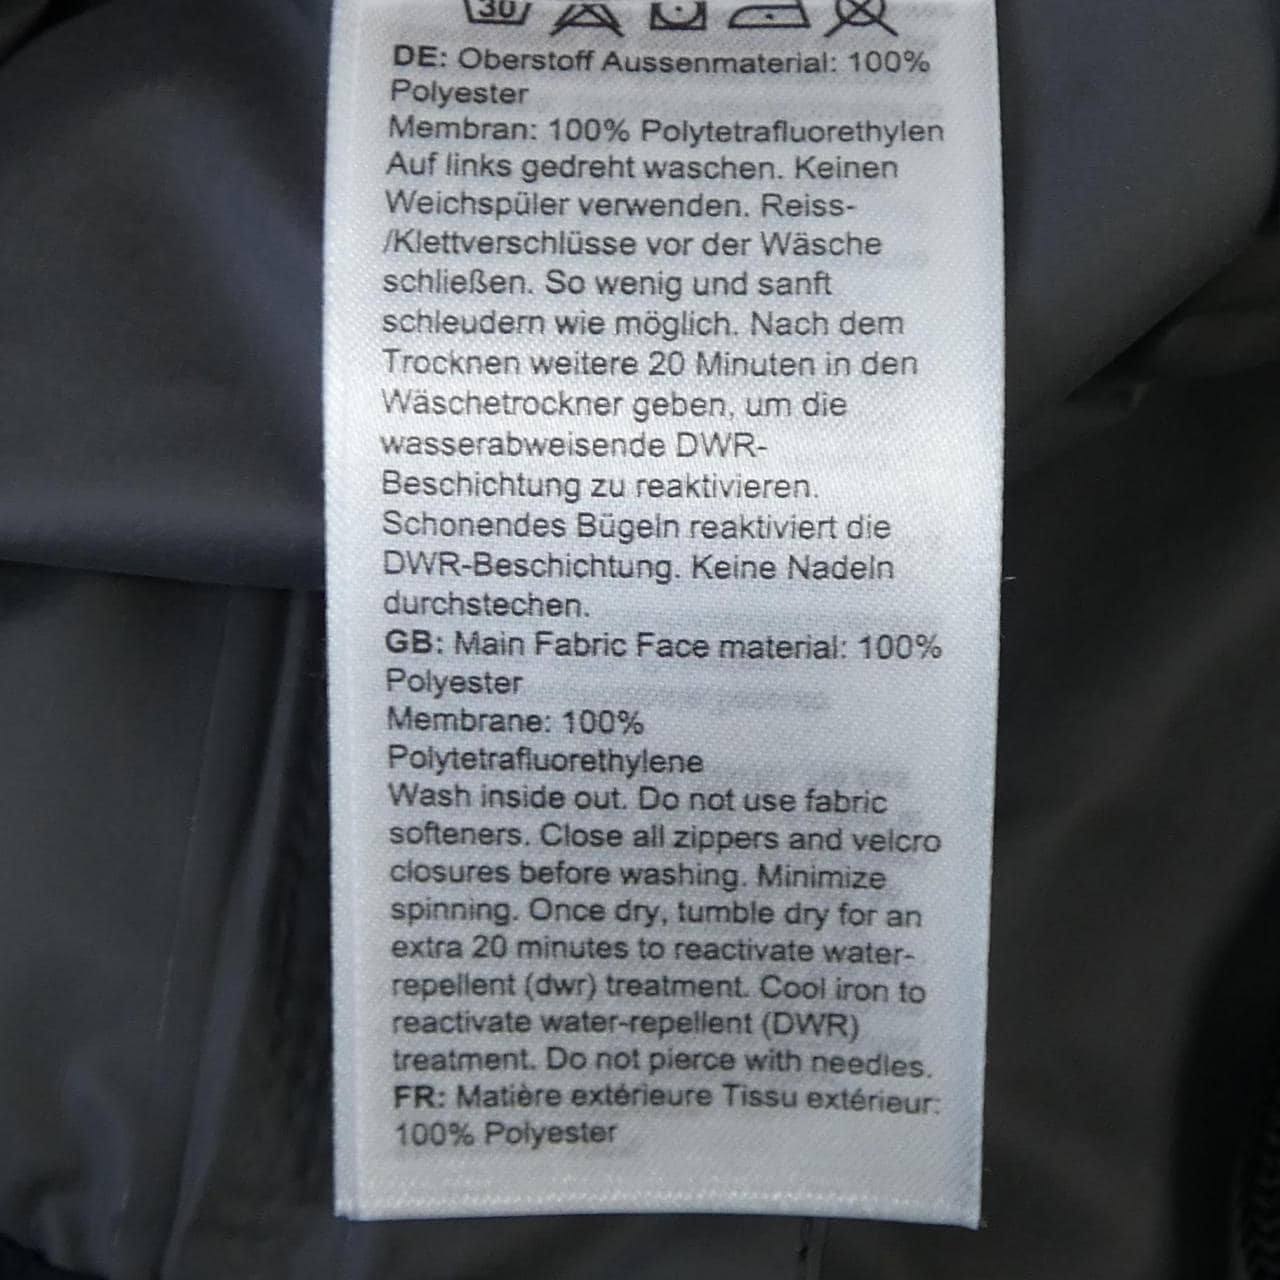 30
DE: Oberstoff Aussenmaterial: 100%
Polyester
Membran: 100% Polytetrafluorethylen
Auf links gedreht waschen. Keinen
Weichspüler verwenden. Reiss-
/Klettverschlüsse vor der Wäsche
schließen. So wenig und sanft
schleudern wie möglich. Nach dem
Trocknen weitere 20 Minuten in den
Wäschetrockner geben, um die
wasserabweisende DWR-
Beschichtung zu reaktivieren.
Schonendes Bügeln reaktiviert die
DWR-Beschichtung. Keine Nadeln
durchstechen.
GB: Main Fabric Face material: 100%
Polyester
Membrane: 100%
Polytetrafluorethylene
Wash inside out. Do not use fabric
softeners. Close all zippers and velcro
closures before washing. Minimize
spinning. Once dry, tumble dry for an
extra 20 minutes to reactivate water-
repellent (dwr) treatment. Cool iron to
reactivate water-repellent (DWR)
treatment. Do not pierce with needles.
FR: Matière extérieure Tissu extérieur:
100% Polyester